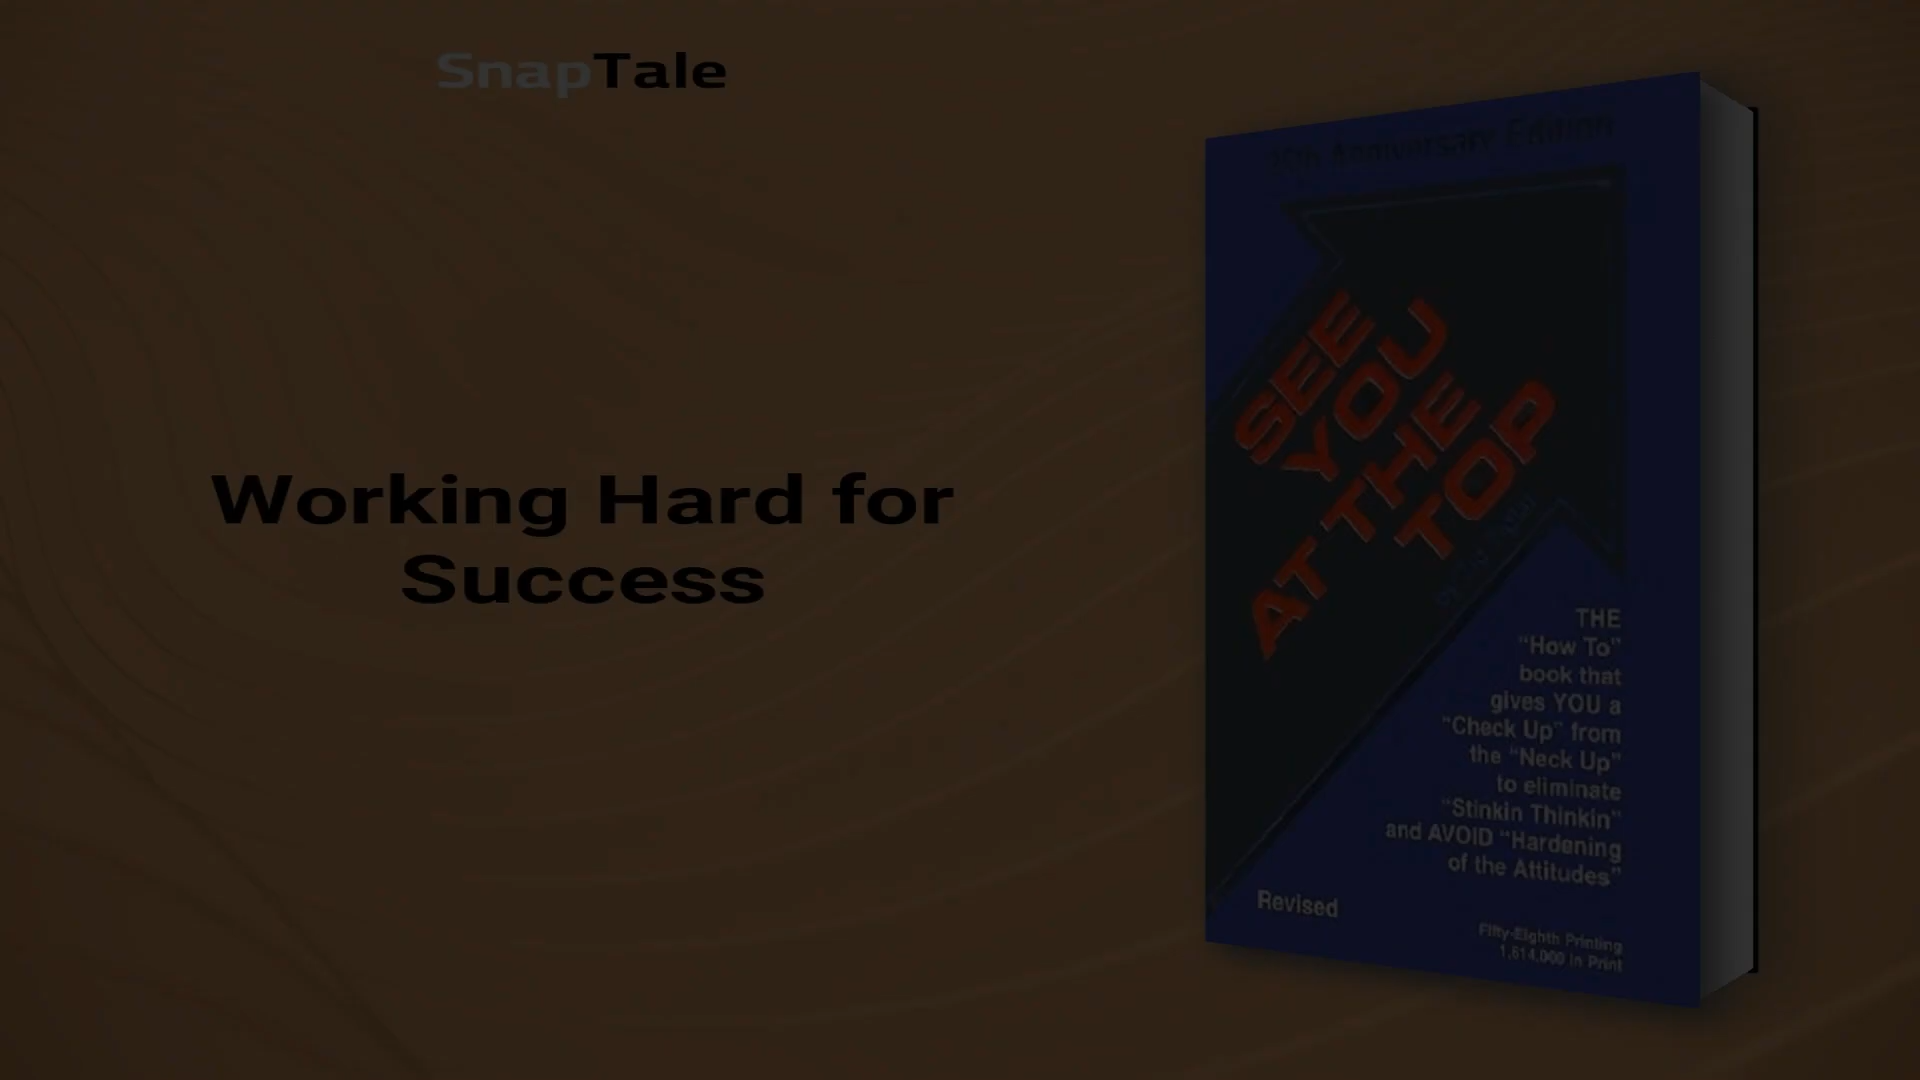 SnapTale
Working Hard for
Success
Anniversary Edition
SEE
YOU
AT THE
TOP
THE
"How To"
book that
gives YOU a
"Check Up" from
the "Neck Up"
to eliminate
"Stinkin Thinkin"
and AVOID "Hardening
of the Attitudes"
Revised
Fifty-Eighth Printing
1,614,000 in Print